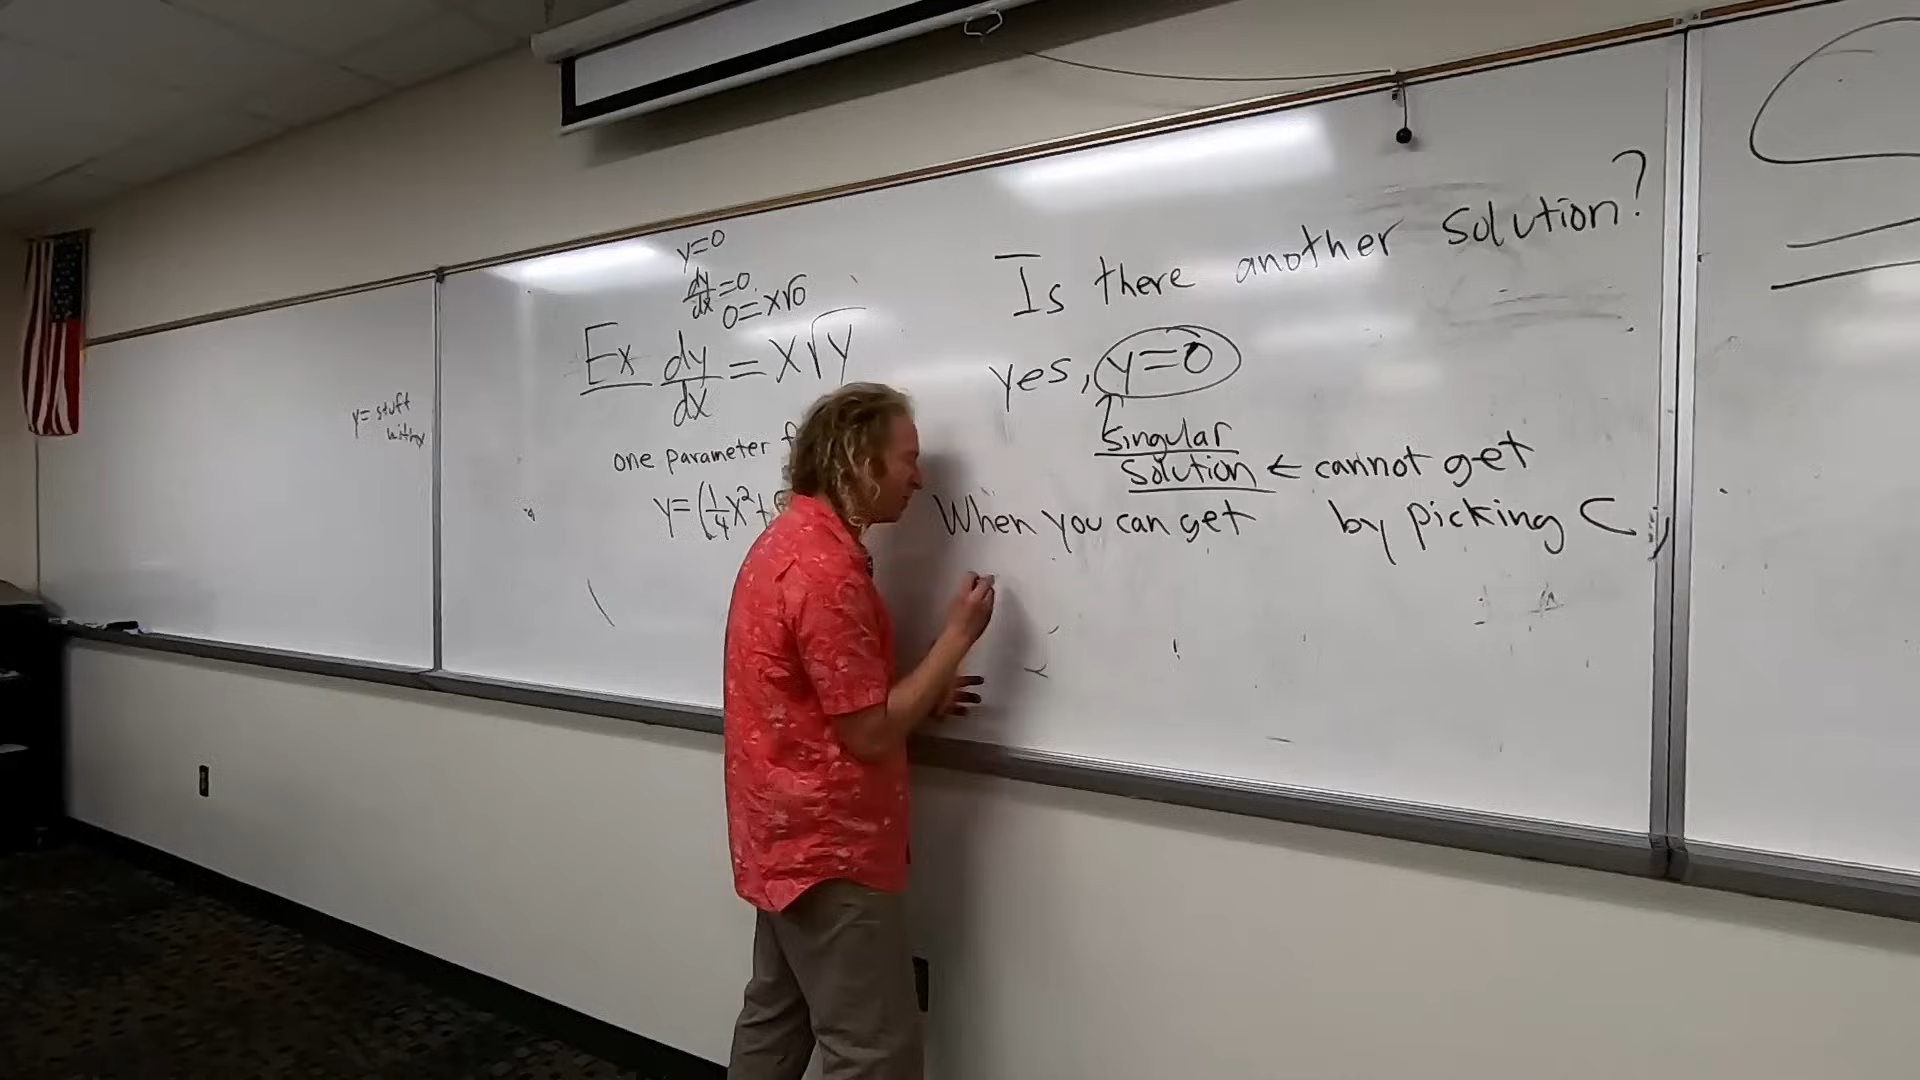 y = stuff
with x
y=0
dy/dx=0
0=x√0
Ex dy/dx = x√y
one parameter
y=(1/4x²+
Is there another solution?
yes, y=0
↑
singular
solution ← cannot get
by picking C
When you can get